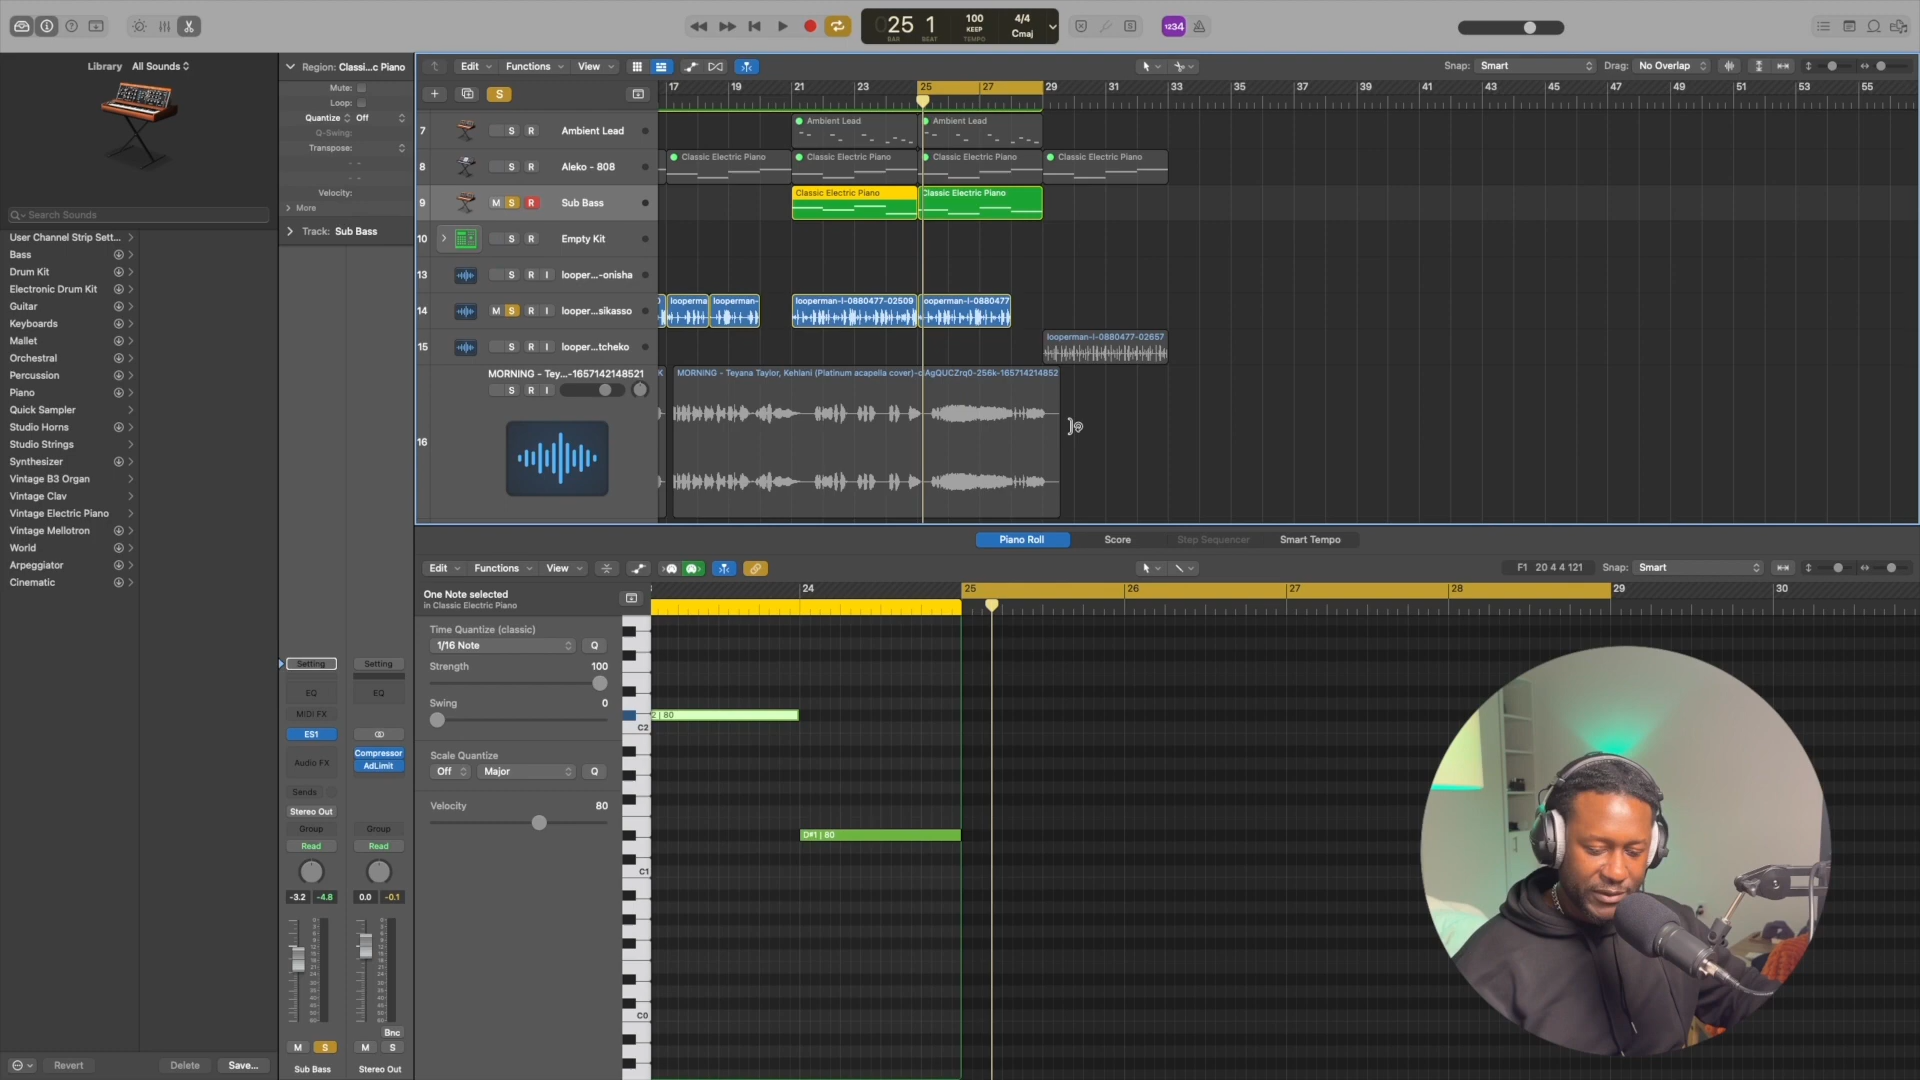 25 1 100 4/4
KEEP Cmaj
BAR BEAT TEMPO
1234
Library All Sounds
Search Sounds
User Channel Strip Sett...
Bass
Drum Kit
Electronic Drum Kit
Guitar
Keyboards
Mallet
Orchestral
Percussion
Piano
Quick Sampler
Studio Horns
Studio Strings
Synthesizer
Vintage B3 Organ
Vintage Clav
Vintage Electric Piano
Vintage Mellotron
World
Arpeggiator
Cinematic
Revert Delete Save...
Region: Classi...c Piano
Mute:
Loop:
Quantize Off
Q-Swing:
Transpose:
Velocity:
More
Track: Sub Bass
Setting Setting
EQ EQ
MIDI FX
ES1
Compressor
Audio FX AdLimit
Sends
Stereo Out
Group Group
Read Read
-3.2 -4.8 0.0 -0.1
Bnc
M S M S
Sub Bass Stereo Out
Edit Functions View
Snap: Smart Drag: No Overlap
S
17 19 21 23 25 27 29 31 33 35 37 39 41 43 45 47 49 51 53 55
7 S R Ambient Lead
Ambient Lead Ambient Lead
8 S R Aleko - 808
Classic Electric Piano Classic Electric Piano Classic Electric Piano Classic Electric Piano
9 M S R Sub Bass
Classic Electric Piano Classic Electric Piano
10 S R Empty Kit
13 S R I looper...-onisha
14 M S R I looper...sikasso
looperma looperman- looperman-l-0880477-02509 ooperman-l-0880477
15 S R I looper...tcheko
looperman-l-0880477-02657
16 MORNING - Tey...-1657142148521
S R I
MORNING - Teyana Taylor, Kehlani (Platinum acapella cover)-c AgQUCZrq0-256k-165714214852
Piano Roll Score Step Sequencer Smart Tempo
Edit Functions View
F1 20 4 4 121 Snap: Smart
One Note selected
in Classic Electric Piano
24 25 26 27 28 29 30
Time Quantize (classic)
1/16 Note Q
Strength 100
Swing 0
Scale Quantize
Off Major Q
Velocity 80
2 | 80
C2
D#1 | 80
C1
C0